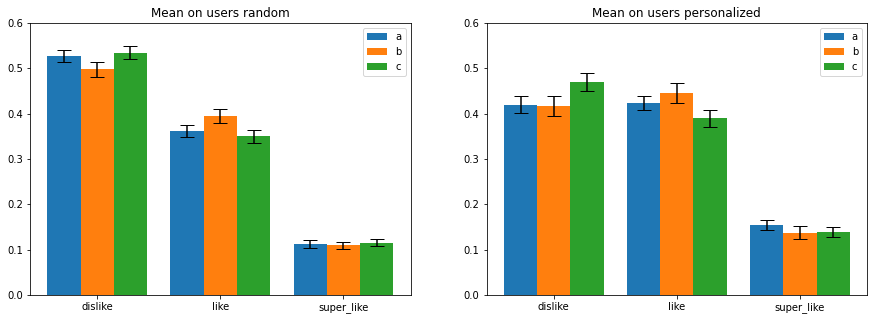 Mean on users random
0.6
0.5
0.4
0.3
0.2
0.1
0.0
dislike like super_like
a
b
c
Mean on users personalized
0.6
0.5
0.4
0.3
0.2
0.1
0.0
dislike like super_like
a
b
c